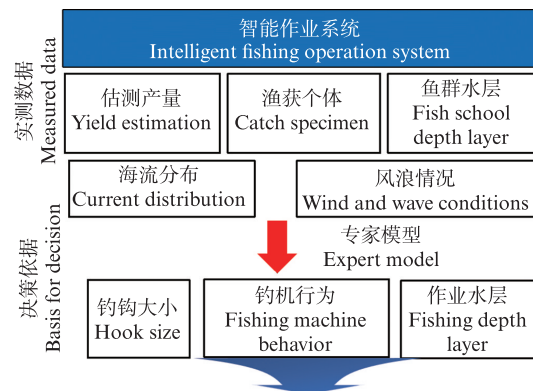 智能作业系统
Intelligent fishing operation system
实测数据
Measured data
估测产量
Yield estimation
渔获个体
Catch specimen
鱼群水层
Fish school
depth layer
海流分布
Current distribution
风浪情况
Wind and wave conditions
专家模型
Expert model
决策依据
Basis for decision
钓钩大小
Hook size
钓机行为
Fishing machine
behavior
作业水层
Fishing depth
layer